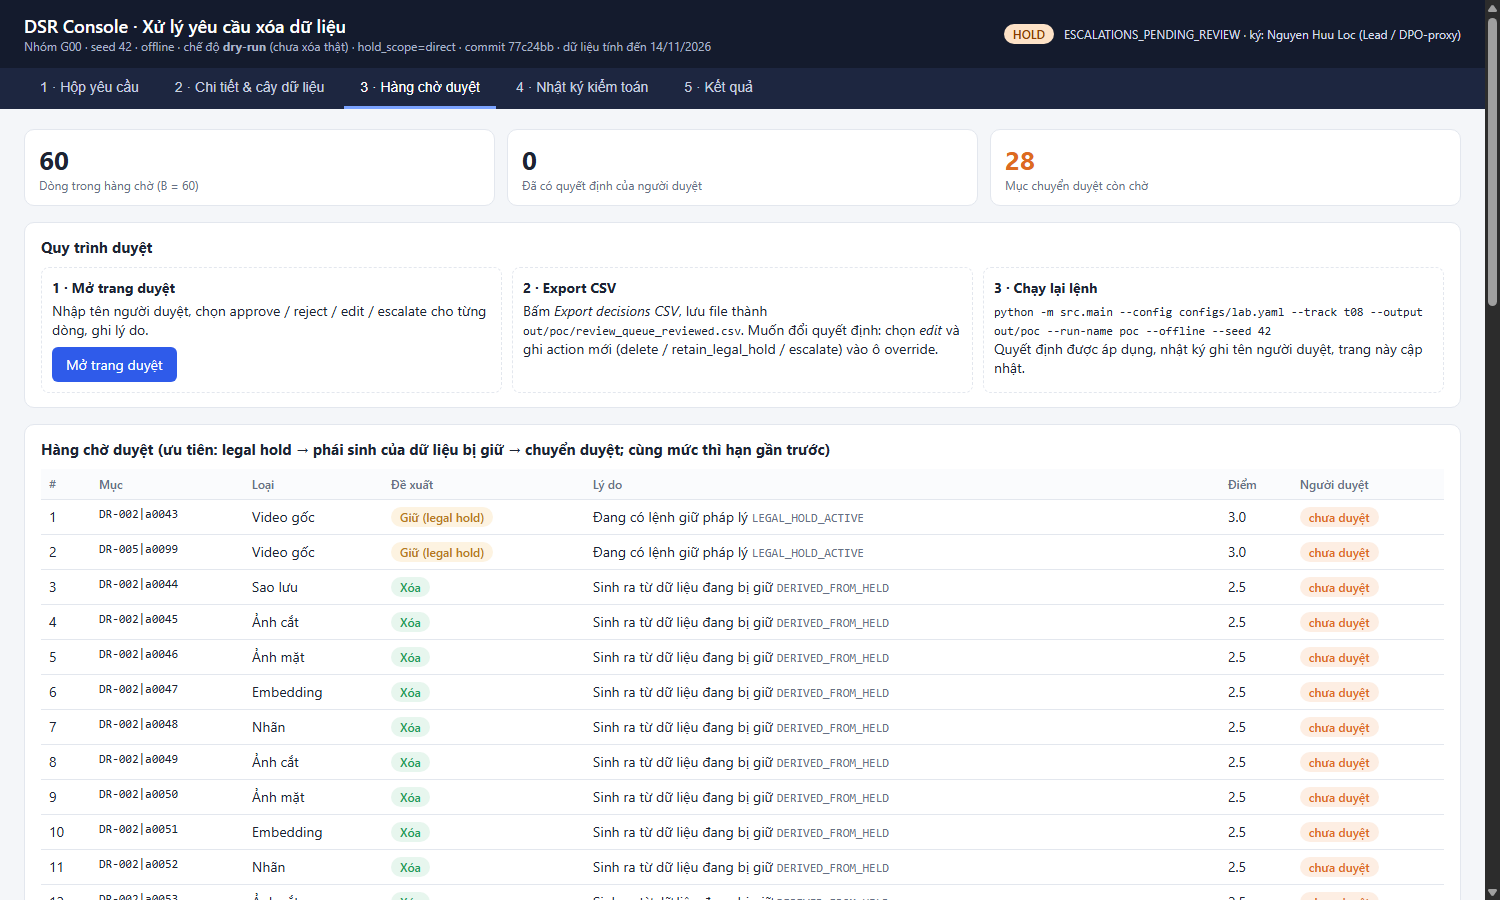 DSR Console · Xử lý yêu cầu xóa dữ liệu
Nhóm G00 · seed 42 · offline · chế độ dry-run (chưa xóa thật) · hold_scope=direct · commit 77c24bb · dữ liệu tính đến 14/11/2026
HOLD ESCALATIONS_PENDING_REVIEW · ký: Nguyen Huu Loc (Lead / DPO-proxy)
1 · Hộp yêu cầu 2 · Chi tiết & cây dữ liệu 3 · Hàng chờ duyệt 4 · Nhật ký kiểm toán 5 · Kết quả
60
Dòng trong hàng chờ (B = 60)
0
Đã có quyết định của người duyệt
28
Mục chuyển duyệt còn chờ
Quy trình duyệt
1 · Mở trang duyệt
Nhập tên người duyệt, chọn approve / reject / edit / escalate cho từng
dòng, ghi lý do.
Mở trang duyệt
2 · Export CSV
Bấm Export decisions CSV, lưu file thành
out/poc/review_queue_reviewed.csv. Muốn đổi quyết định: chọn edit và
ghi action mới (delete / retain_legal_hold / escalate) vào ô override.
3 · Chạy lại lệnh
python -m src.main --config configs/lab.yaml --track t08 --output
out/poc --run-name poc --offline --seed 42
Quyết định được áp dụng, nhật ký ghi tên người duyệt, trang này cập
nhật.
Hàng chờ duyệt (ưu tiên: legal hold → phái sinh của dữ liệu bị giữ → chuyển duyệt; cùng mức thì hạn gần trước)
# Mục Loại Đề xuất Lý do Điểm Người duyệt
1 DR-002|a0043 Video gốc Giữ (legal hold) Đang có lệnh giữ pháp lý LEGAL_HOLD_ACTIVE 3.0 chưa duyệt
2 DR-005|a0099 Video gốc Giữ (legal hold) Đang có lệnh giữ pháp lý LEGAL_HOLD_ACTIVE 3.0 chưa duyệt
3 DR-002|a0044 Sao lưu Xóa Sinh ra từ dữ liệu đang bị giữ DERIVED_FROM_HELD 2.5 chưa duyệt
4 DR-002|a0045 Ảnh cắt Xóa Sinh ra từ dữ liệu đang bị giữ DERIVED_FROM_HELD 2.5 chưa duyệt
5 DR-002|a0046 Ảnh mặt Xóa Sinh ra từ dữ liệu đang bị giữ DERIVED_FROM_HELD 2.5 chưa duyệt
6 DR-002|a0047 Embedding Xóa Sinh ra từ dữ liệu đang bị giữ DERIVED_FROM_HELD 2.5 chưa duyệt
7 DR-002|a0048 Nhãn Xóa Sinh ra từ dữ liệu đang bị giữ DERIVED_FROM_HELD 2.5 chưa duyệt
8 DR-002|a0049 Ảnh cắt Xóa Sinh ra từ dữ liệu đang bị giữ DERIVED_FROM_HELD 2.5 chưa duyệt
9 DR-002|a0050 Ảnh mặt Xóa Sinh ra từ dữ liệu đang bị giữ DERIVED_FROM_HELD 2.5 chưa duyệt
10 DR-002|a0051 Embedding Xóa Sinh ra từ dữ liệu đang bị giữ DERIVED_FROM_HELD 2.5 chưa duyệt
11 DR-002|a0052 Nhãn Xóa Sinh ra từ dữ liệu đang bị giữ DERIVED_FROM_HELD 2.5 chưa duyệt